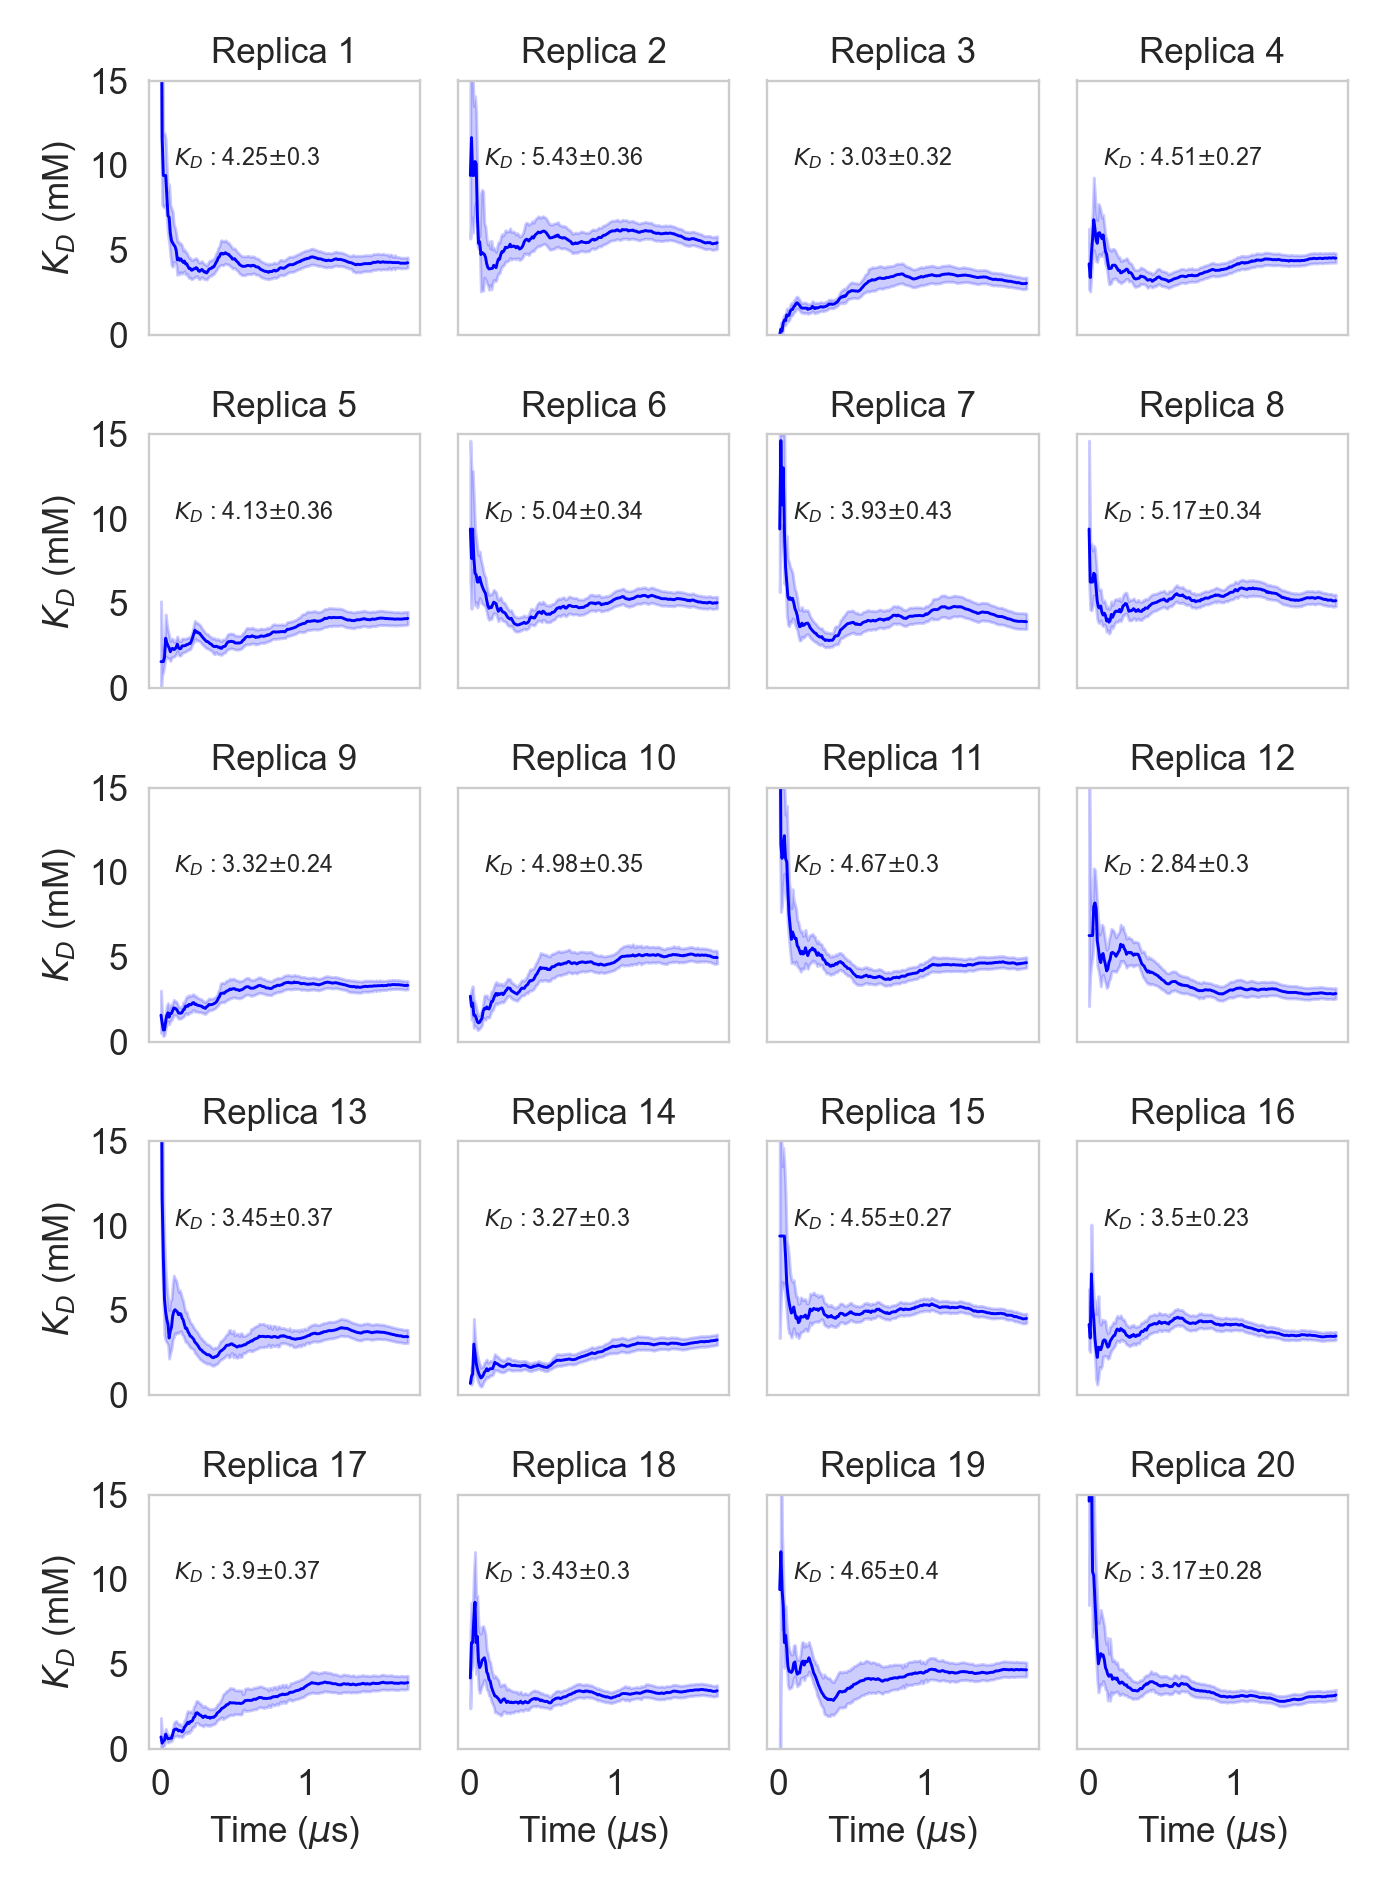 Replica 1 Replica 2 Replica 3 Replica 4
15
10
5
0
K_D (mM)
K_D : 4.25±0.3 K_D : 5.43±0.36 K_D : 3.03±0.32 K_D : 4.51±0.27
Replica 5 Replica 6 Replica 7 Replica 8
15
10
5
0
K_D (mM)
K_D : 4.13±0.36 K_D : 5.04±0.34 K_D : 3.93±0.43 K_D : 5.17±0.34
Replica 9 Replica 10 Replica 11 Replica 12
15
10
5
0
K_D (mM)
K_D : 3.32±0.24 K_D : 4.98±0.35 K_D : 4.67±0.3 K_D : 2.84±0.3
Replica 13 Replica 14 Replica 15 Replica 16
15
10
5
0
K_D (mM)
K_D : 3.45±0.37 K_D : 3.27±0.3 K_D : 4.55±0.27 K_D : 3.5±0.23
Replica 17 Replica 18 Replica 19 Replica 20
15
10
5
0
K_D (mM)
K_D : 3.9±0.37 K_D : 3.43±0.3 K_D : 4.65±0.4 K_D : 3.17±0.28
0 1 0 1 0 1 0 1
Time (μs) Time (μs) Time (μs) Time (μs)